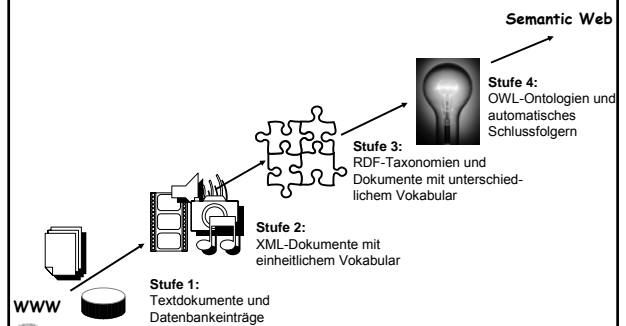 Semantic Web
Stufe 4:
OWL-Ontologien und
automatisches
Schlussfolgern
Stufe 3:
RDF-Taxonomien und
Dokumente mit unterschied-
lichem Vokabular
Stufe 2:
XML-Dokumente mit
einheitlichem Vokabular
Stufe 1:
Textdokumente und
Datenbankeinträge
WWW